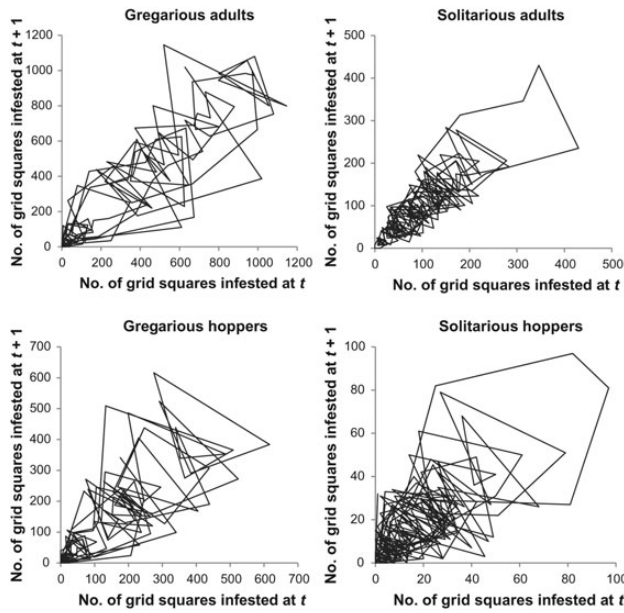 Gregarious adults
No. of grid squares infested at t + 1
1200
1000
800
600
400
200
0
0 200 400 600 800 1000 1200
No. of grid squares infested at t
Solitarious adults
No. of grid squares infested at t + 1
500
400
300
200
100
0
0 100 200 300 400 500
No. of grid squares infested at t
Gregarious hoppers
No. of grid squares infested at t + 1
700
600
500
400
300
200
100
0
0 100 200 300 400 500 600 700
No. of grid squares infested at t
Solitarious hoppers
No. of grid squares infested at t + 1
100
80
60
40
20
0
0 20 40 60 80 100
No. of grid squares infested at t